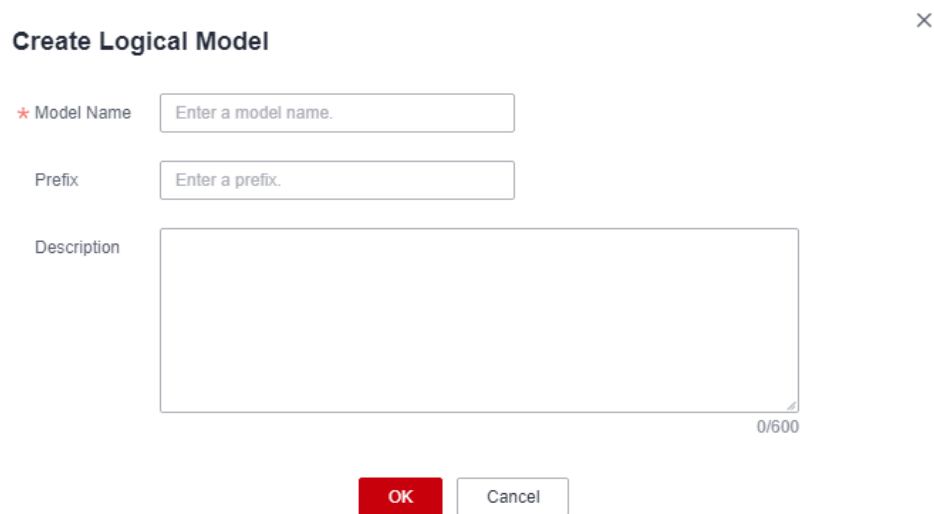 Create Logical Model
* Model Name Enter a model name.
Prefix Enter a prefix.
Description
0/600
OK Cancel